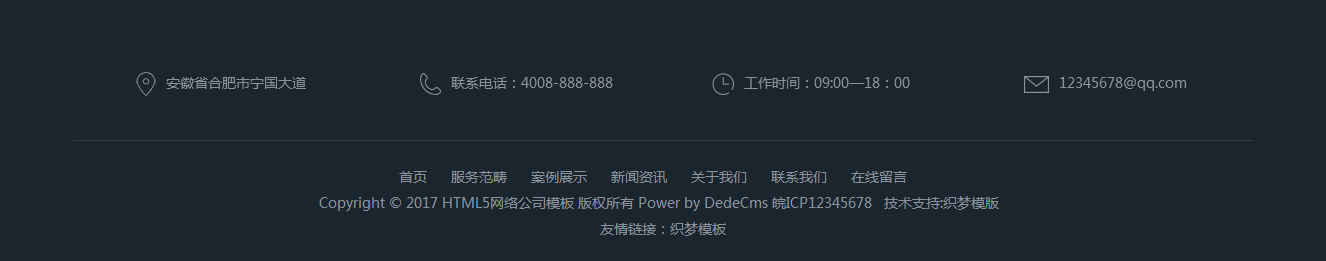 安徽省合肥市宁国大道 联系电话：4008-888-888 工作时间：09:00—18：00 12345678@qq.com
首页 服务范畴 案例展示 新闻资讯 关于我们 联系我们 在线留言
Copyright © 2017 HTML5网络公司模板 版权所有 Power by DedeCms 皖ICP12345678 技术支持:织梦模版
友情链接：织梦模板